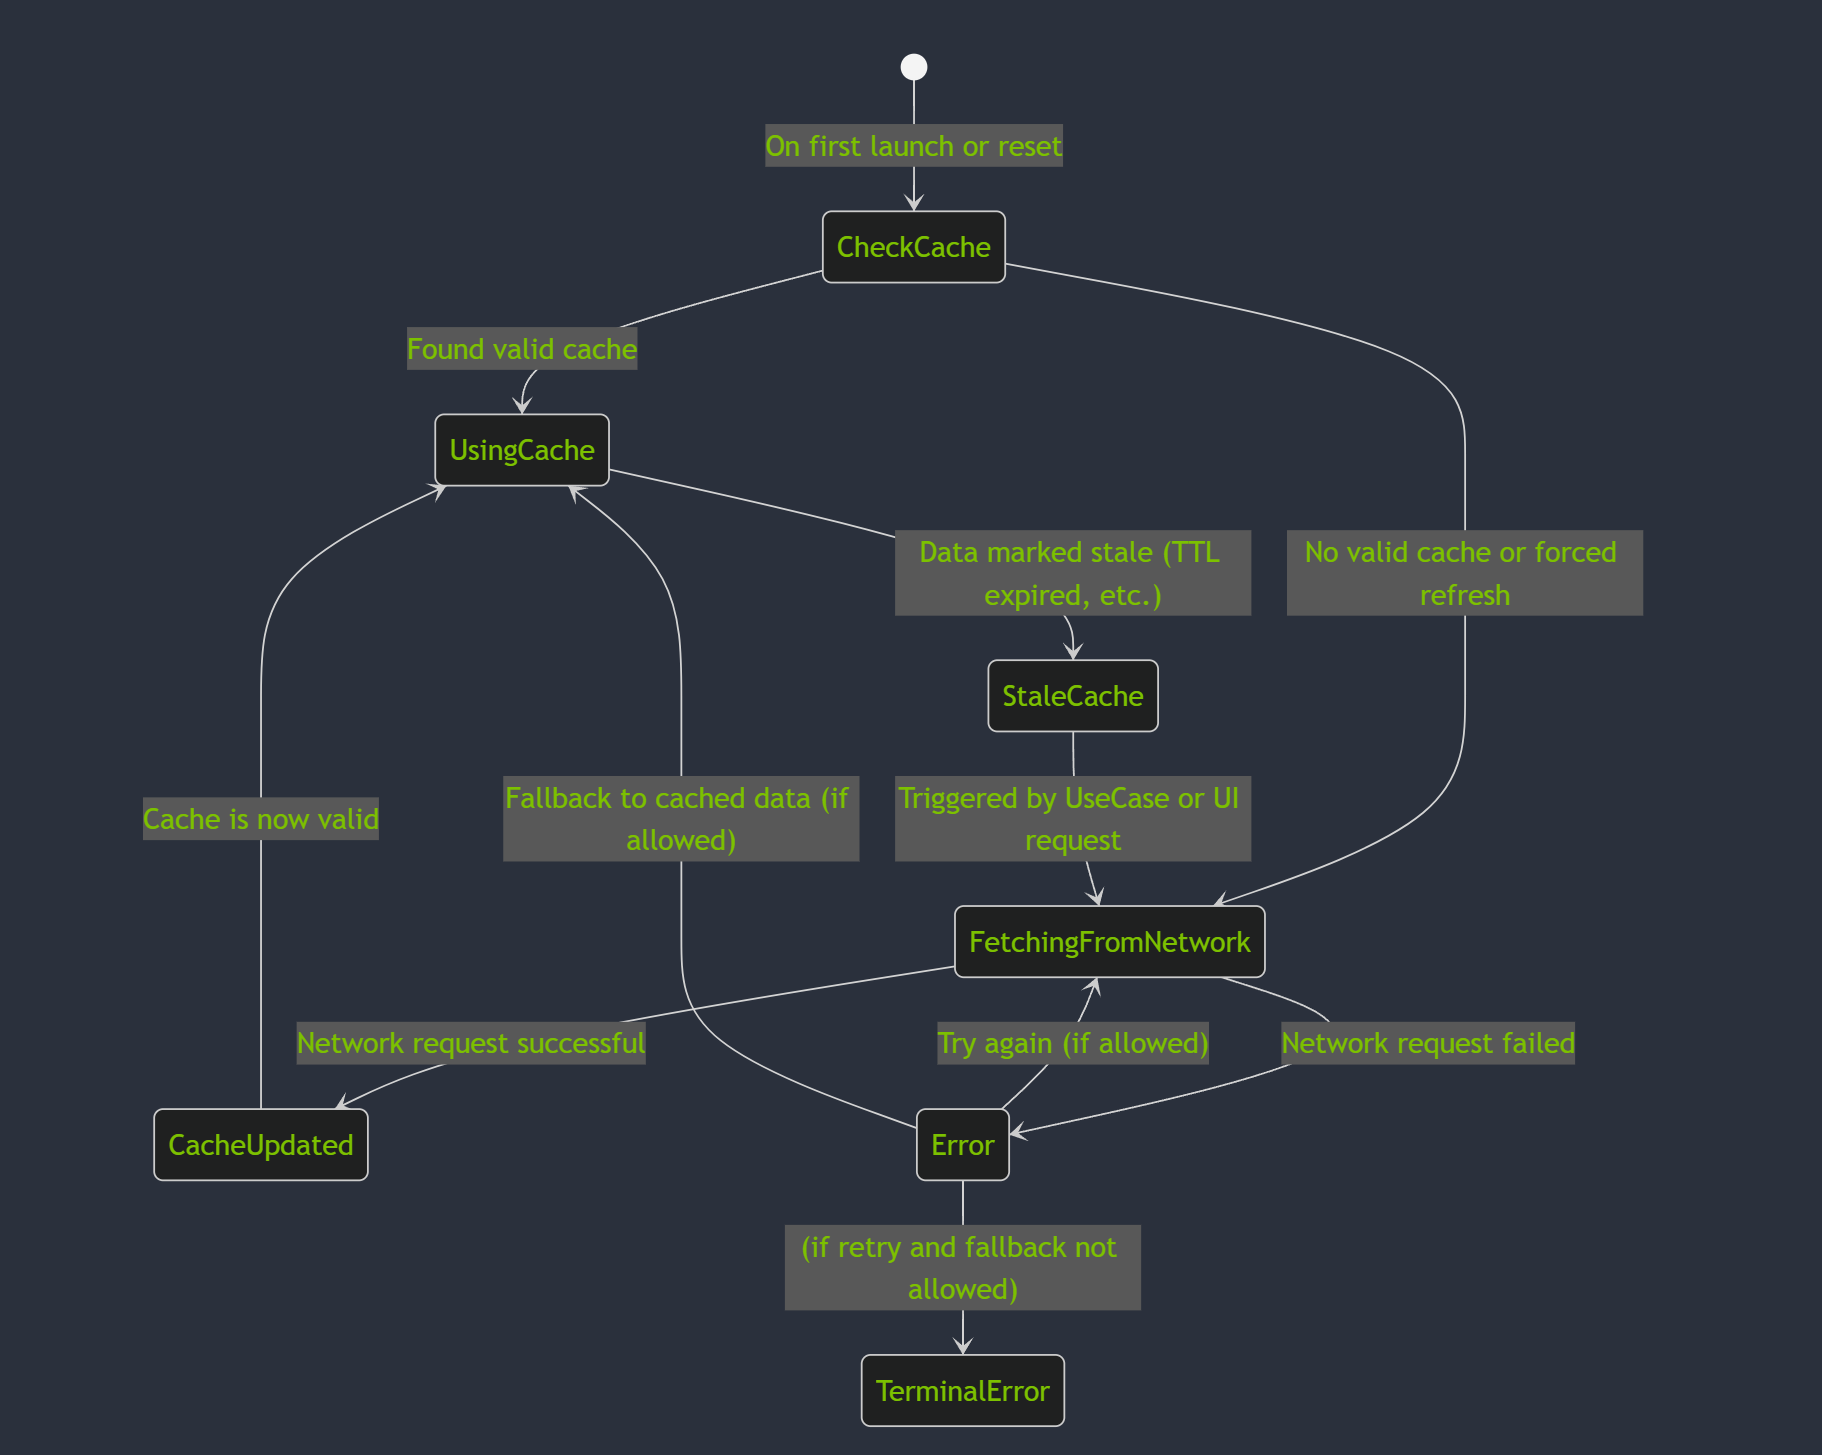 On first launch or reset
CheckCache
Found valid cache
UsingCache
Data marked stale (TTL
expired, etc.)
No valid cache or forced
refresh
StaleCache
Cache is now valid
Fallback to cached data (if
allowed)
Triggered by UseCase or UI
request
FetchingFromNetwork
Network request successful
Try again (if allowed)
Network request failed
CacheUpdated
Error
(if retry and fallback not
allowed)
TerminalError